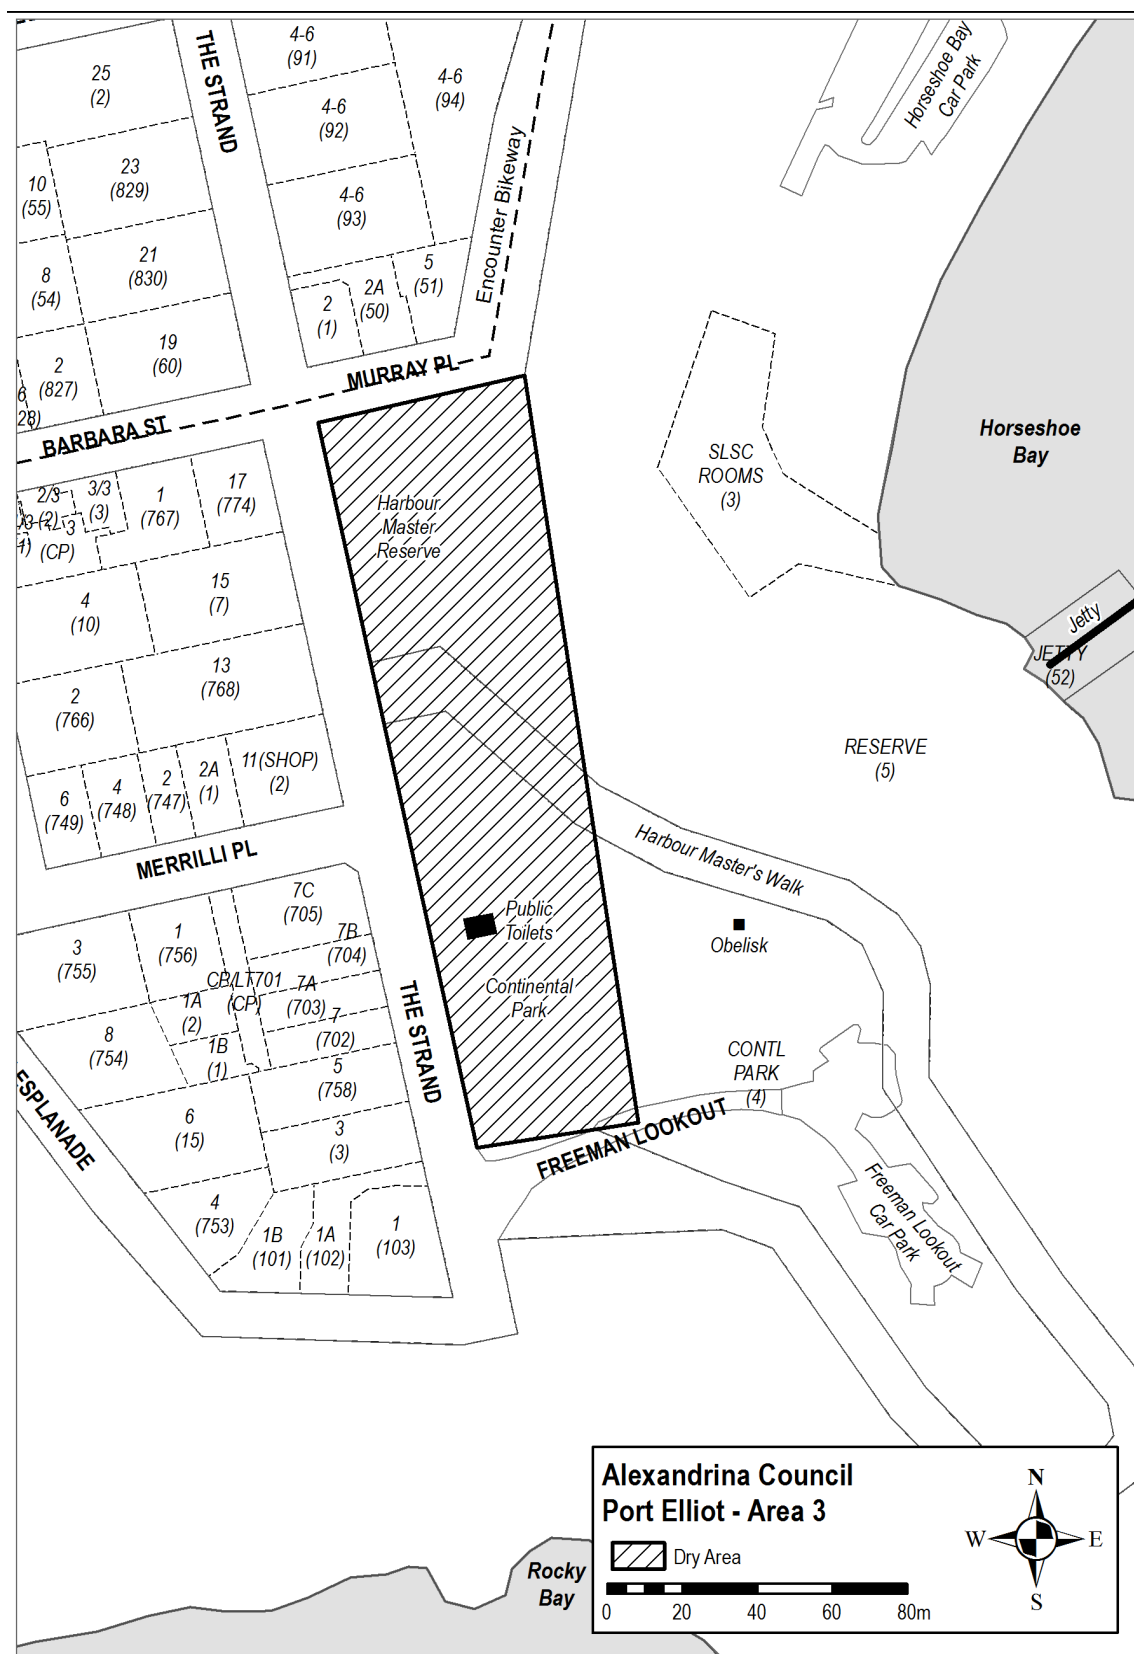 THE STRAND
25
(2)
4-6
(91)
4-6
(94)
4-6
(92)
Horseshoe Bay
Car Park
23
(829)
10
(55)
4-6
(93)
Encounter Bikeway
21
(830)
8
(54)
5
(51)
2A
(50)
2
(1)
19
(60)
2
(827)
6
28)
MURRAY PL
BARBARA ST
Horseshoe
Bay
SLSC
ROOMS
(3)
17
(774)
1
(767)
3/3
(3)
2/3
(2)
3
(CP)
/3
1)
Harbour
Master
Reserve
15
(7)
4
(10)
Jetty
JETTY
(52)
13
(768)
2
(766)
RESERVE
(5)
11(SHOP)
(2)
2A
(1)
2
(747)
4
(748)
6
(749)
MERRILLI PL
Harbour Master's Walk
7C
(705)
7B
(704)
1
(756)
3
(755)
Public
Toilets
Obelisk
CP/LT701
(CP)
7A
(703)
1A
(2)
7
(702)
Continental
Park
THE STRAND
8
(754)
1B
(1)
5
(758)
CONTL
PARK
(4)
ESPLANADE
6
(15)
3
(3)
FREEMAN LOOKOUT
Freeman Lookout
Car Park
4
(753)
1B
(101)
1A
(102)
1
(103)
Alexandrina Council
Port Elliot - Area 3
Dry Area
0 20 40 60 80m
N
W E
S
Rocky
Bay